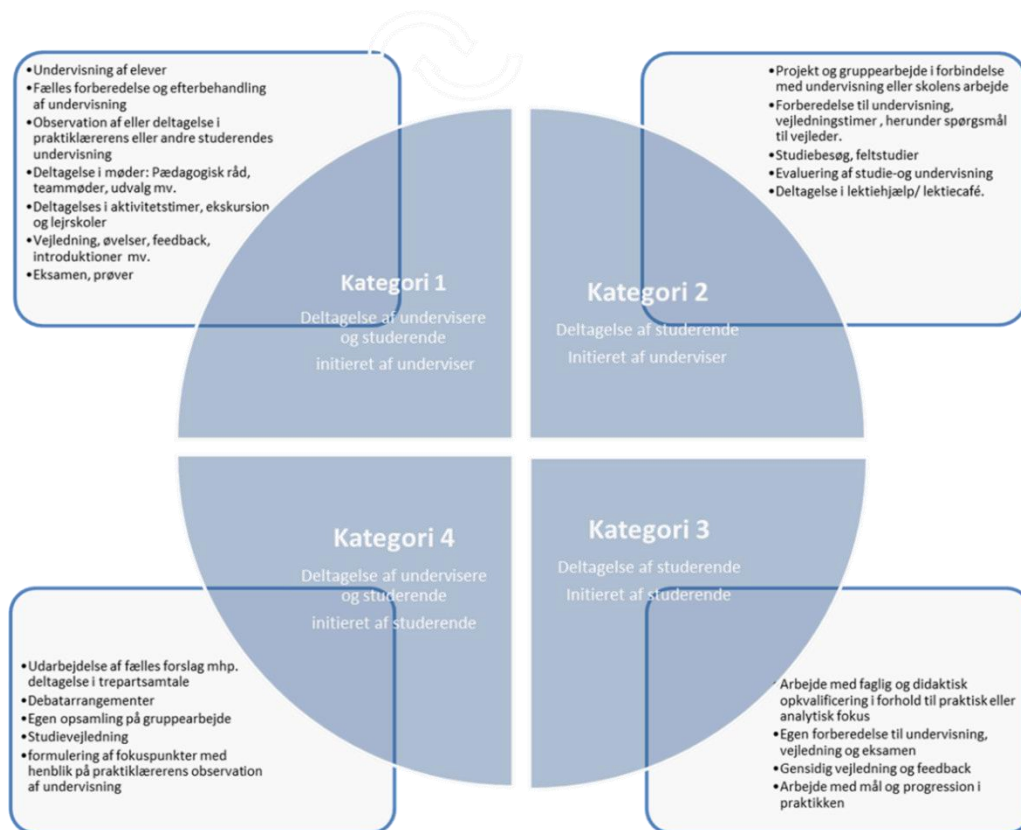 •Undervisning af elever
•Fælles forberedelse og efterbehandling
af undervisning
•Observation af eller deltagelse i
praktiklærerens eller andre studerendes
undervisning
•Deltagelse i møder: Pædagogisk råd,
teammøder, udvalg mv.
•Deltagelses i aktivitetstimer, ekskursion
og lejrskoler
•Vejledning, øvelser, feedback,
introduktioner mv.
•Eksamen, prøver
Kategori 1
Deltagelse af undervisere
og studerende
initieret af underviser
•Projekt og gruppearbejde i forbindelse
med undervisning eller skolens arbejde
•Forberedelse til undervisning,
vejledningstimer , herunder spørgsmål
til vejleder.
•Studiebesøg, feltstudier
•Evaluering af studie-og undervisning
•Deltagelse i lektiehjælp/ lektiecafé.
Kategori 2
Deltagelse af studerende
Initieret af underviser
Kategori 4
Deltagelse af undervisere
og studerende
initieret af studerende
•Udarbejdelse af fælles forslag mhp.
deltagelse i trepartsamtale
•Debatarrangementer
•Egen opsamling på gruppearbejde
•Studievejledning
•formulering af fokuspunkter med
henblik på praktiklærerens observation
af undervisning
Kategori 3
Deltagelse af studerende
Initieret af studerende
•Arbejde med faglig og didaktisk
opkvalificering i forhold til praktisk eller
analytisk fokus
•Egen forberedelse til undervisning,
vejledning og eksamen
•Gensidig vejledning og feedback
•Arbejde med mål og progression i
praktikken